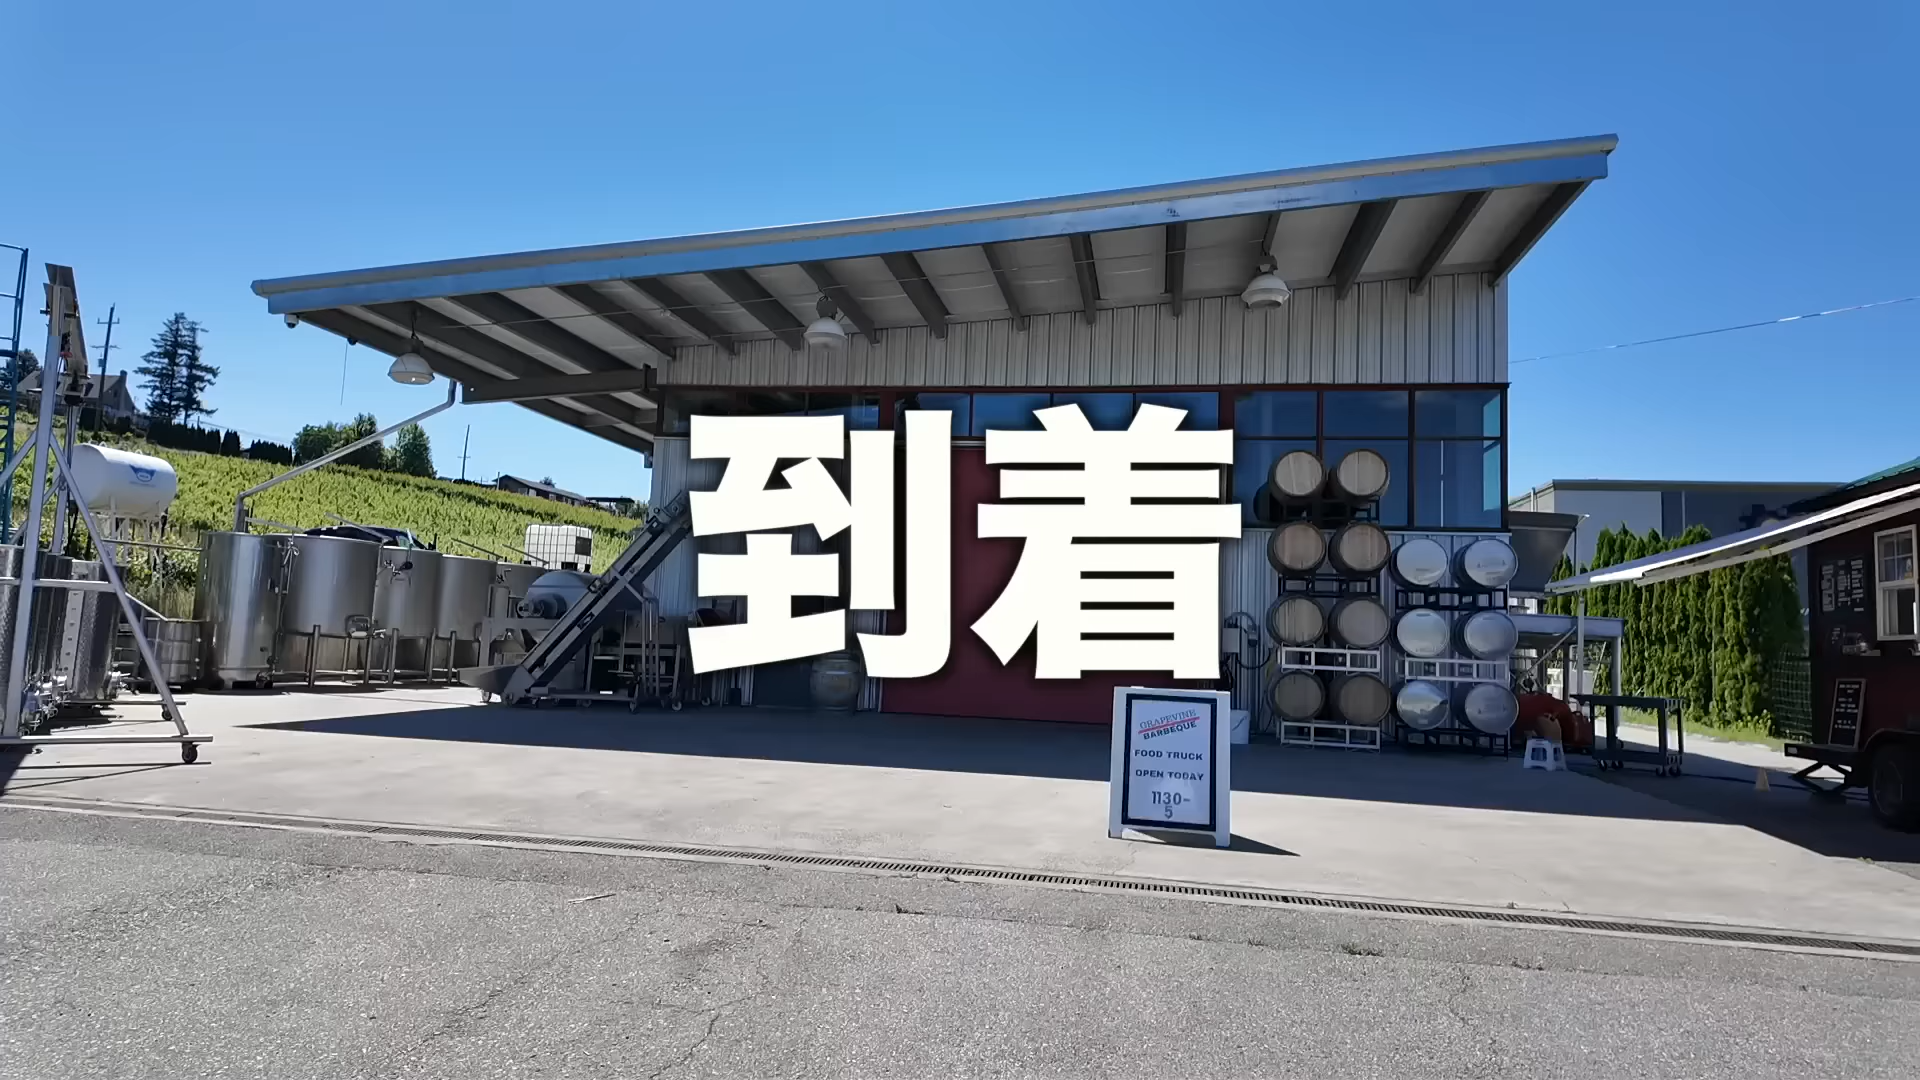 到着
GRAPEVINE
BARBEQUE
FOOD TRUCK
OPEN TODAY
1130-
5